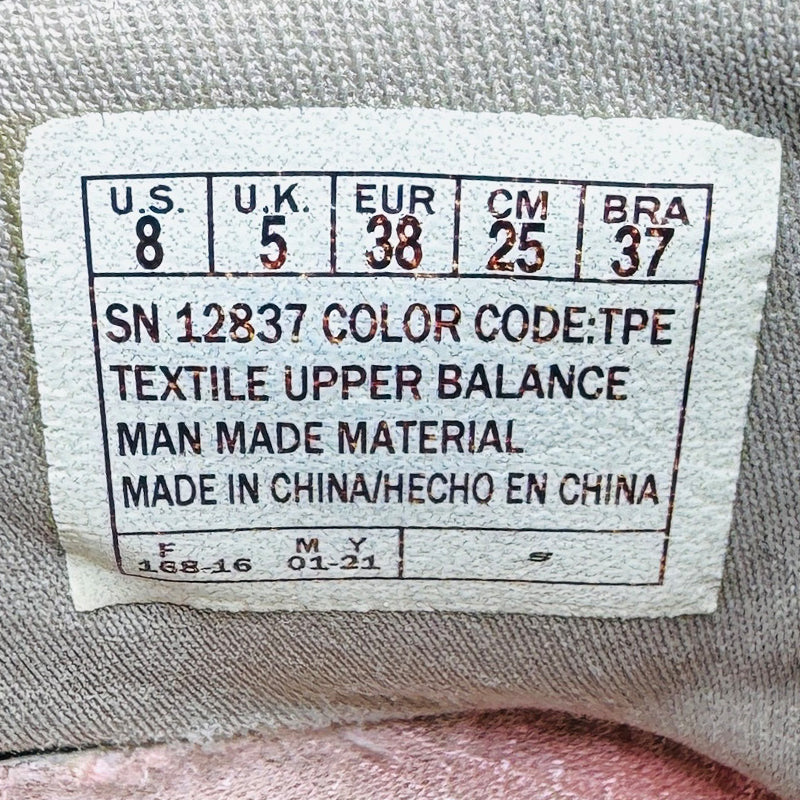 U.S. U.K. EUR CM BRA
8 5 38 25 37
SN 12837 COLOR CODE:TPE
TEXTILE UPPER BALANCE
MAN MADE MATERIAL
MADE IN CHINA/HECHO EN CHINA
F M Y
168-16 01-21